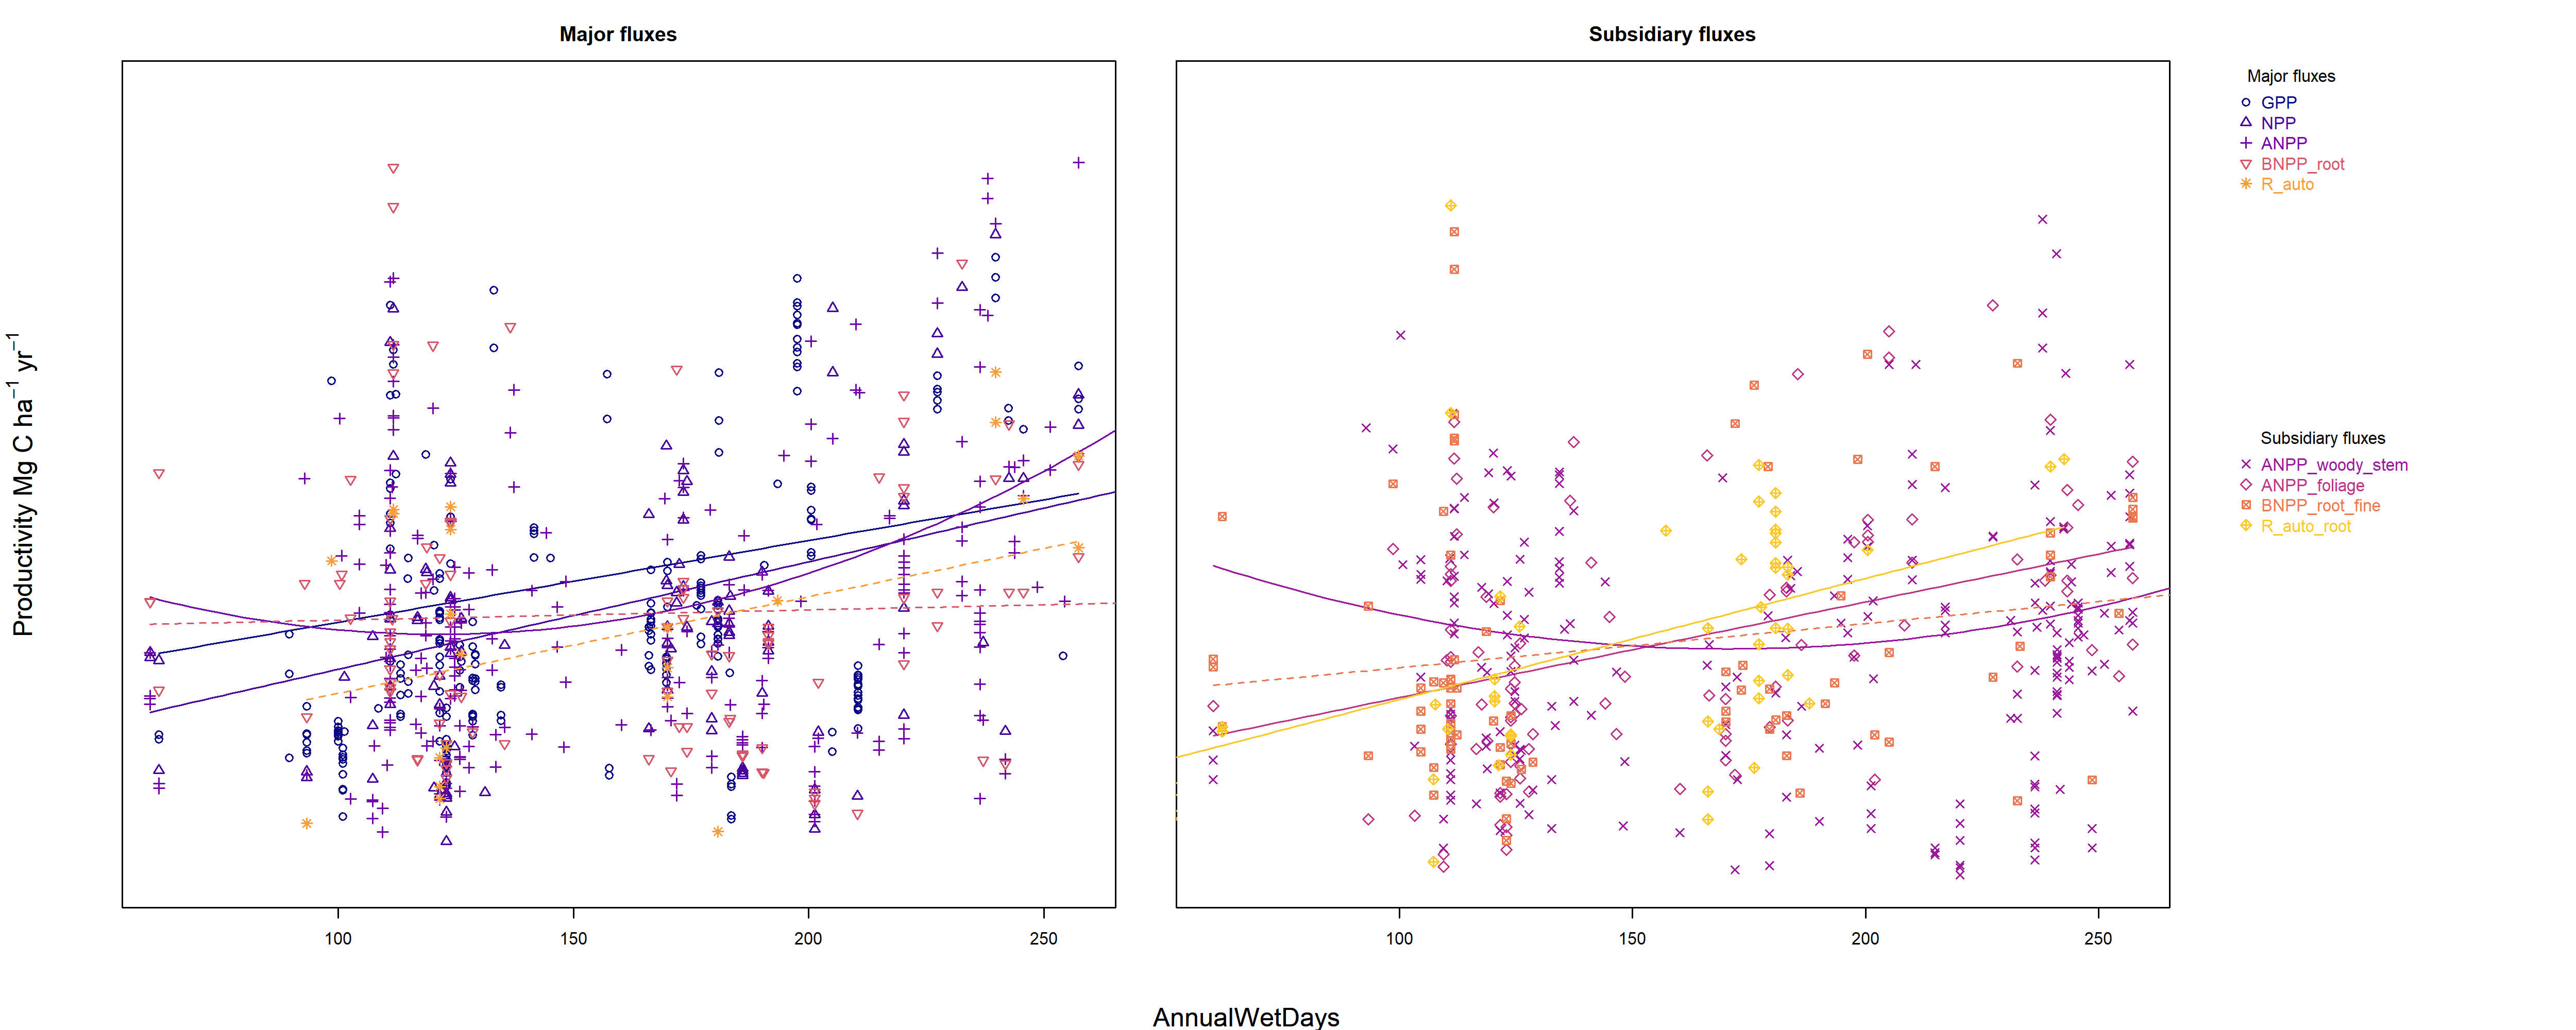 Major fluxes
Subsidiary fluxes
Productivity Mg C ha⁻¹ yr⁻¹
100
150
200
250
100
150
200
250
AnnualWetDays
Major fluxes
GPP
NPP
ANPP
BNPP_root
R_auto
Subsidiary fluxes
ANPP_woody_stem
ANPP_foliage
BNPP_root_fine
R_auto_root